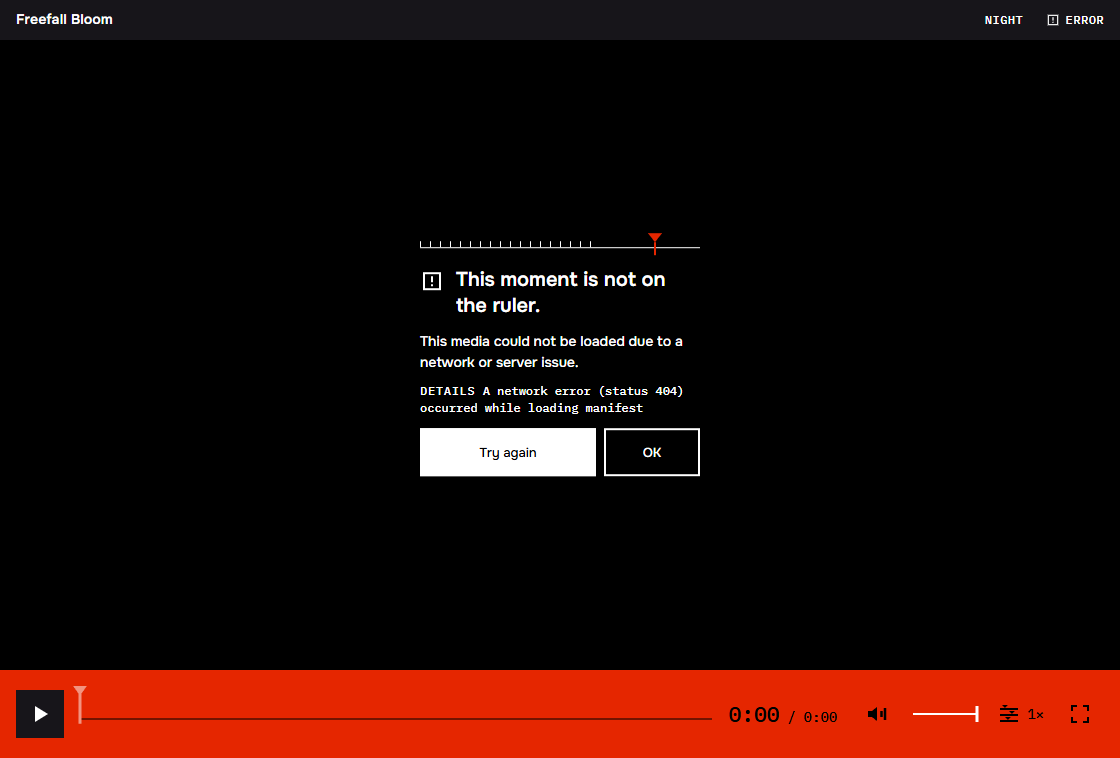 Freefall Bloom
NIGHT
ERROR
This moment is not on
the ruler.
This media could not be loaded due to a
network or server issue.
DETAILS A network error (status 404)
occurred while loading manifest
Try again
OK
0:00 / 0:00
1×